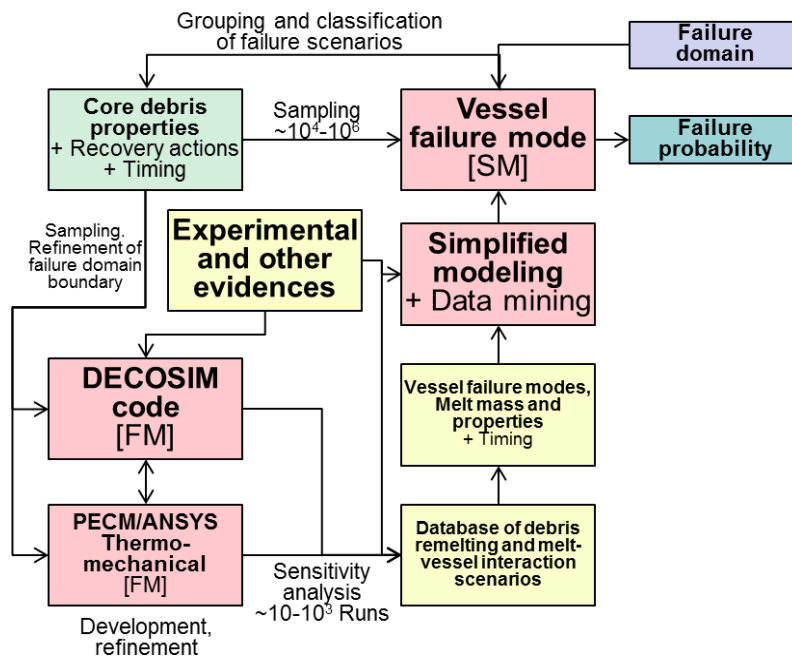 Grouping and classification
of failure scenarios
Failure
domain
Core debris
properties
+ Recovery actions
+ Timing
Sampling
~10⁴-10⁶
Vessel
failure mode
[SM]
Failure
probability
Sampling.
Refinement of
failure domain
boundary
Experimental
and other
evidences
Simplified
modeling
+ Data mining
DECOSIM
code
[FM]
Vessel failure modes,
Melt mass and
properties
+ Timing
PECM/ANSYS
Thermo-
mechanical
[FM]
Sensitivity
analysis
~10-10³ Runs
Database of debris
remelting and melt-
vessel interaction
scenarios
Development,
refinement